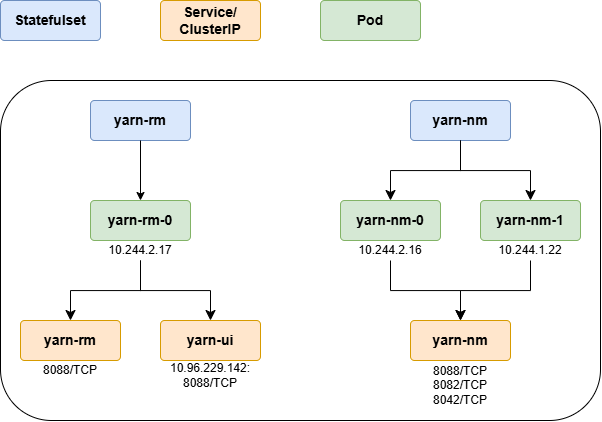 Statefulset
Service/
ClusterIP
Pod
yarn-rm
yarn-nm
yarn-rm-0
yarn-nm-0
yarn-nm-1
10.244.2.17
10.244.2.16
10.244.1.22
yarn-rm
yarn-ui
yarn-nm
8088/TCP
10.96.229.142:
8088/TCP
8088/TCP
8082/TCP
8042/TCP